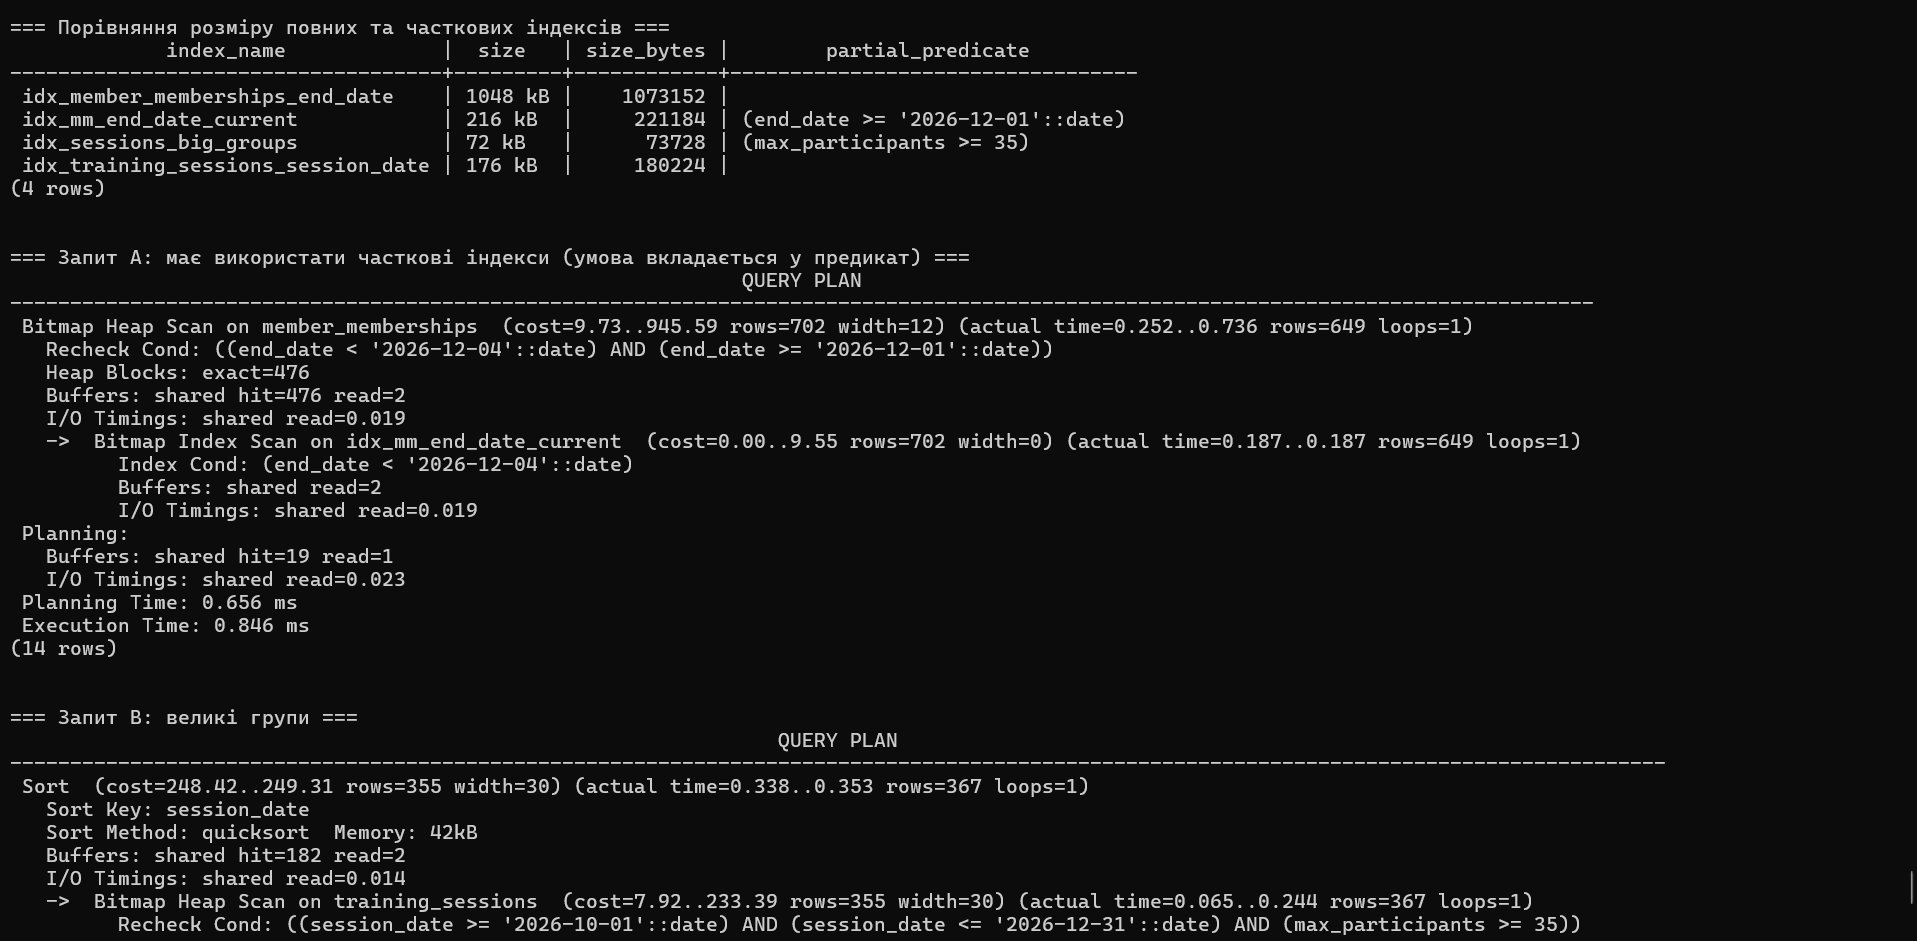 === Порівняння розміру повних та часткових індексів ===
             index_name             |  size   | size_bytes |        partial_predicate
------------------------------------+---------+------------+----------------------------------
 idx_member_memberships_end_date    | 1048 kB |    1073152 |
 idx_mm_end_date_current            | 216 kB  |     221184 | (end_date >= '2026-12-01'::date)
 idx_sessions_big_groups            | 72 kB   |      73728 | (max_participants >= 35)
 idx_training_sessions_session_date | 176 kB  |     180224 |
(4 rows)
=== Запит A: має використати часткові індекси (умова вкладається у предикат) ===
                                                             QUERY PLAN
------------------------------------------------------------------------------------------------------------------------------------
 Bitmap Heap Scan on member_memberships  (cost=9.73..945.59 rows=702 width=12) (actual time=0.252..0.736 rows=649 loops=1)
   Recheck Cond: ((end_date < '2026-12-04'::date) AND (end_date >= '2026-12-01'::date))
   Heap Blocks: exact=476
   Buffers: shared hit=476 read=2
   I/O Timings: shared read=0.019
   ->  Bitmap Index Scan on idx_mm_end_date_current  (cost=0.00..9.55 rows=702 width=0) (actual time=0.187..0.187 rows=649 loops=1)
         Index Cond: (end_date < '2026-12-04'::date)
         Buffers: shared read=2
         I/O Timings: shared read=0.019
 Planning:
   Buffers: shared hit=19 read=1
   I/O Timings: shared read=0.023
 Planning Time: 0.656 ms
 Execution Time: 0.846 ms
(14 rows)
=== Запит B: великі групи ===
                                                                QUERY PLAN
------------------------------------------------------------------------------------------------------------------------------------------
 Sort  (cost=248.42..249.31 rows=355 width=30) (actual time=0.338..0.353 rows=367 loops=1)
   Sort Key: session_date
   Sort Method: quicksort  Memory: 42kB
   Buffers: shared hit=182 read=2
   I/O Timings: shared read=0.014
   ->  Bitmap Heap Scan on training_sessions  (cost=7.92..233.39 rows=355 width=30) (actual time=0.065..0.244 rows=367 loops=1)
         Recheck Cond: ((session_date >= '2026-10-01'::date) AND (session_date <= '2026-12-31'::date) AND (max_participants >= 35))